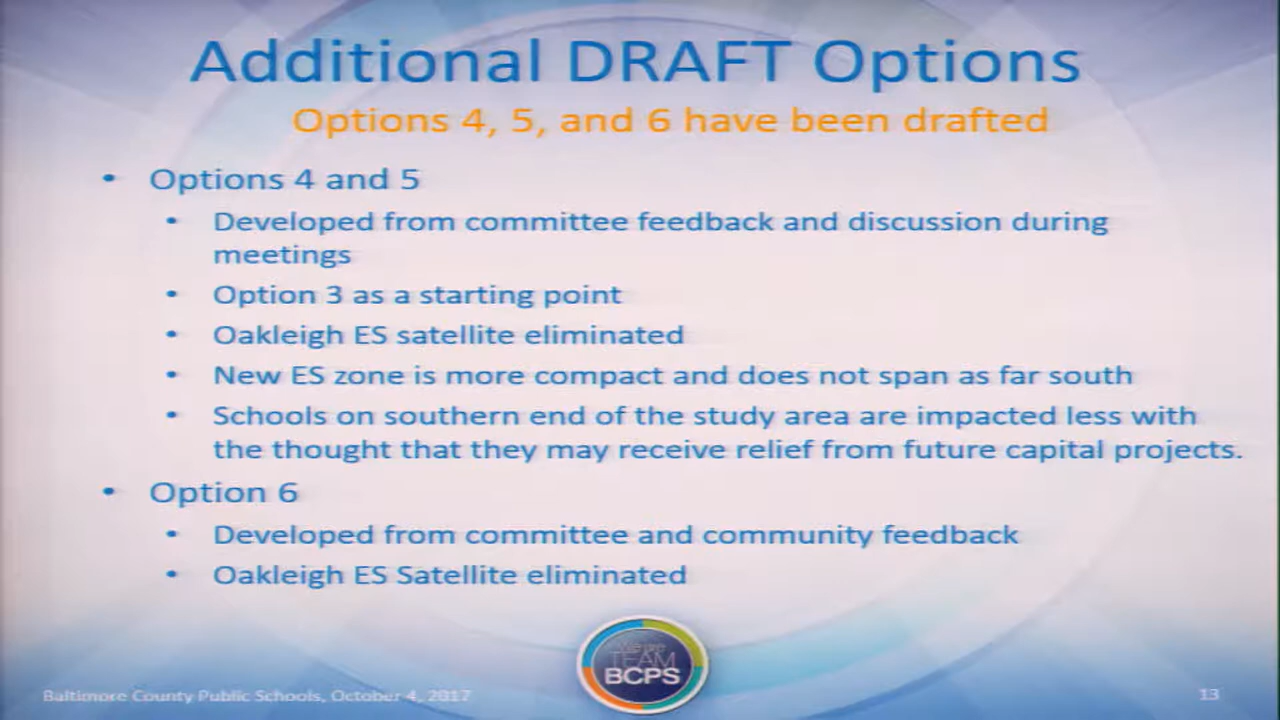 Additional DRAFT Options
Options 4, 5, and 6 have been drafted
• Options 4 and 5
• Developed from committee feedback and discussion during
meetings
• Option 3 as a starting point
• Oakleigh ES satellite eliminated
• New ES zone is more compact and does not span as far south
• Schools on southern end of the study area are impacted less with
the thought that they may receive relief from future capital projects.
• Option 6
• Developed from committee and community feedback
• Oakleigh ES Satellite eliminated
TEAM
BCPS
Baltimore County Public Schools, October 4, 2017
13